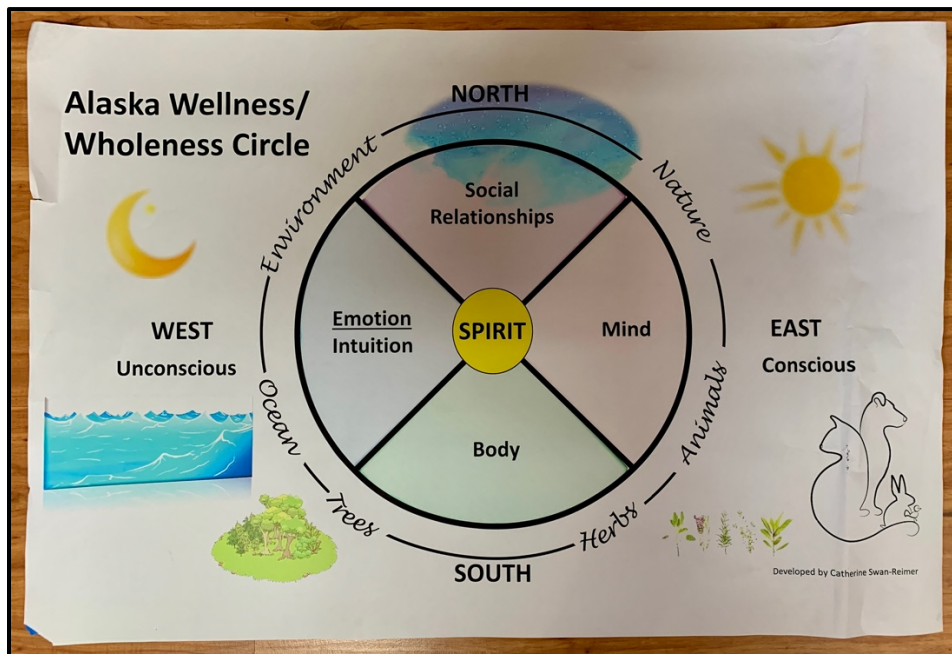 Alaska Wellness/
Wholeness Circle
NORTH
Environment
Nature
Social
Relationships
WEST
Unconscious
Emotion
Intuition
SPIRIT
Mind
EAST
Conscious
Ocean
Animals
Body
Trees
Herbs
SOUTH
Developed by Catherine Swan-Reimer